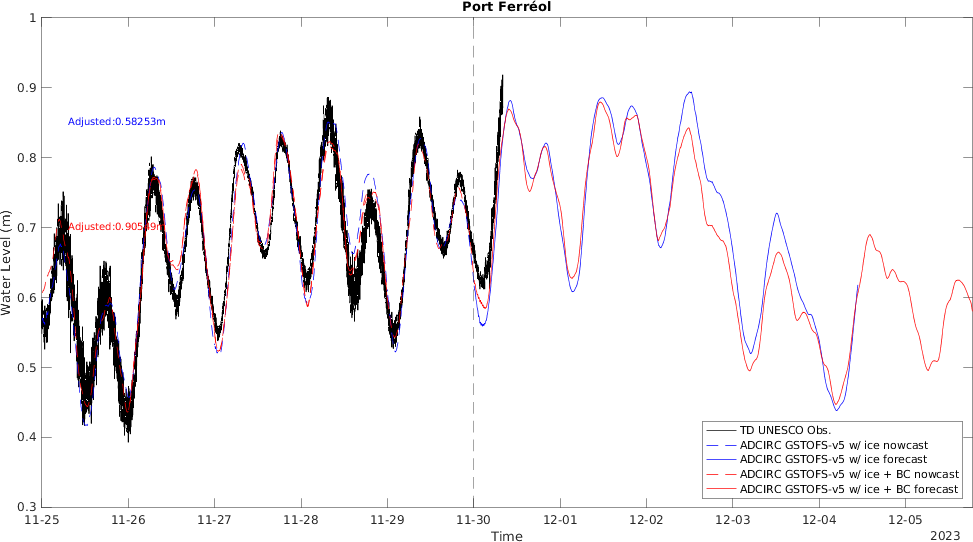 Port Ferréol
1
0.9
0.8
0.7
0.6
0.5
0.4
0.3
Water Level (m)
Adjusted:0.58253m
TD UNESCO Obs.
ADCIRC GSTOFS-v5 w/ ice nowcast
ADCIRC GSTOFS-v5 w/ ice forecast
ADCIRC GSTOFS-v5 w/ ice + BC nowcast
ADCIRC GSTOFS-v5 w/ ice + BC forecast
11-25 11-26 11-27 11-28 11-29 11-30 12-01 12-02 12-03 12-04 12-05
Time
2023